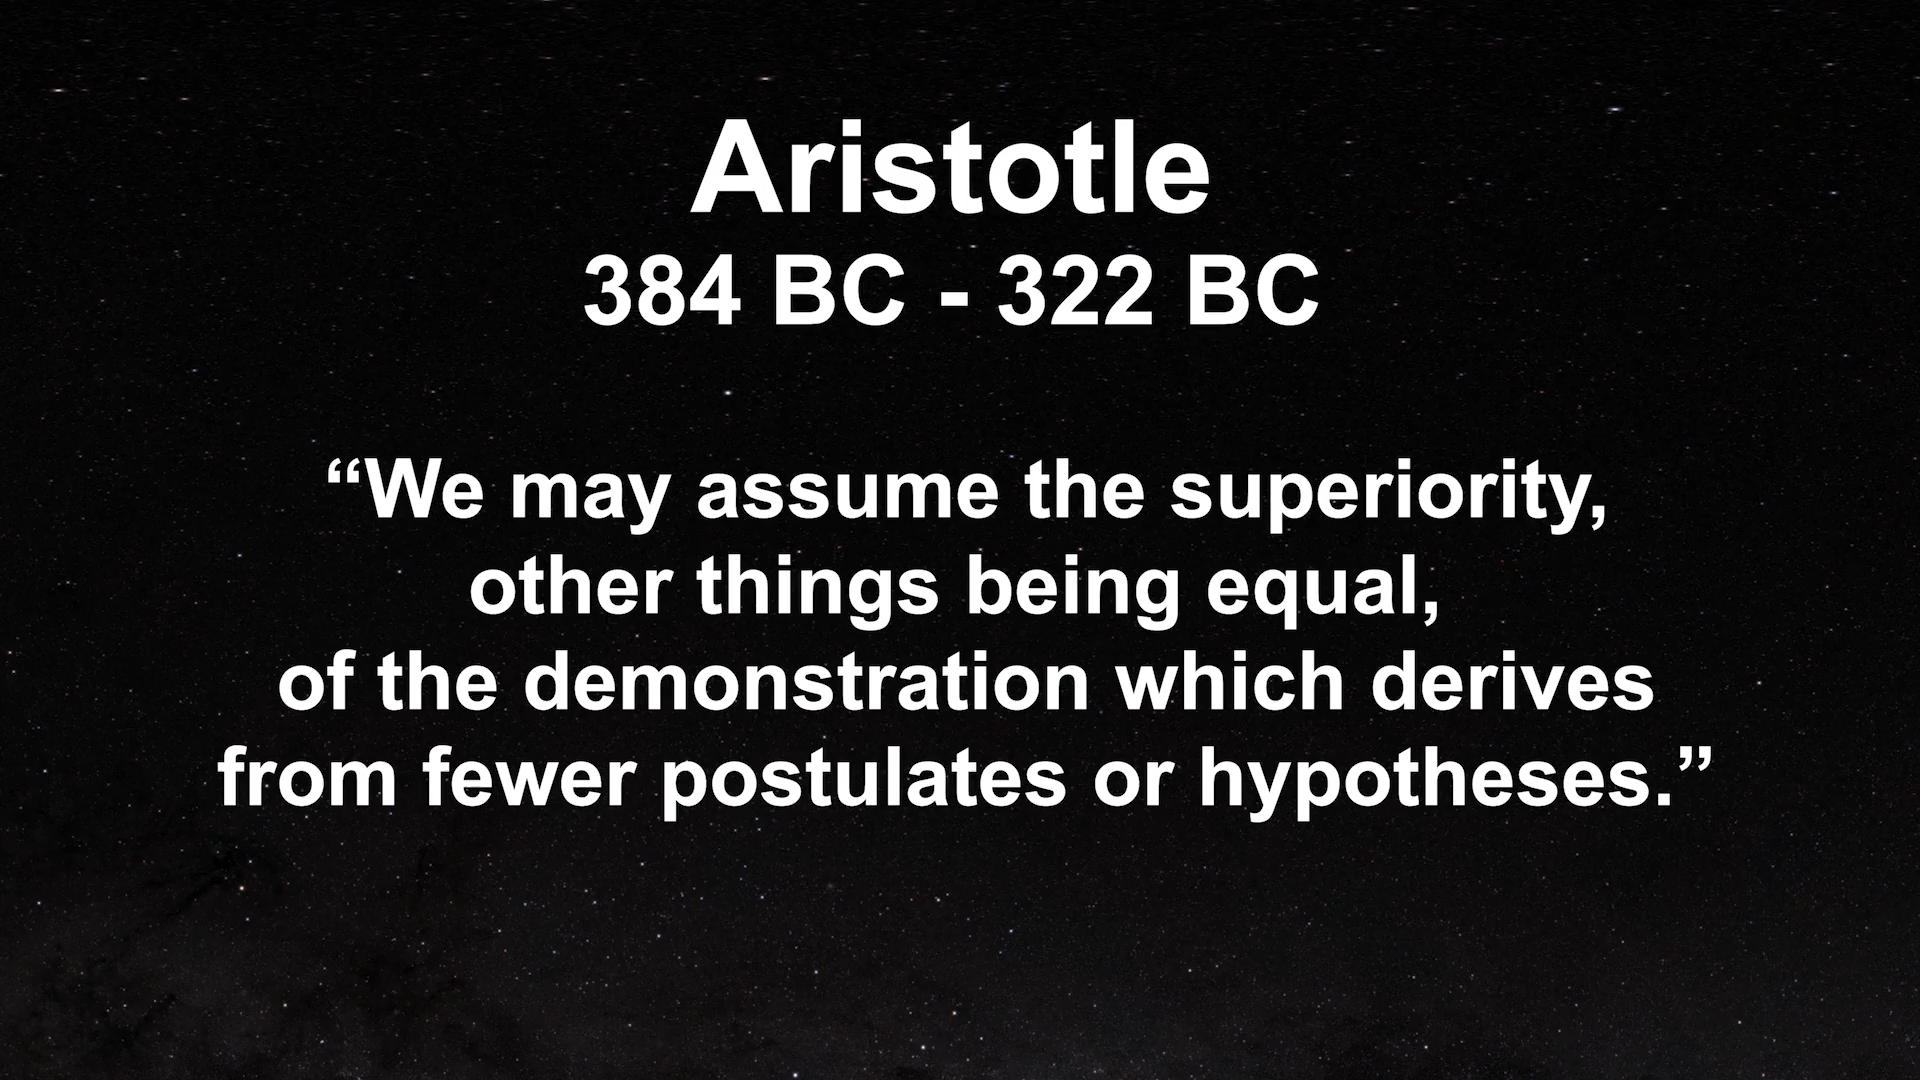 Aristotle
384 BC - 322 BC
“We may assume the superiority,
other things being equal,
of the demonstration which derives
from fewer postulates or hypotheses.”